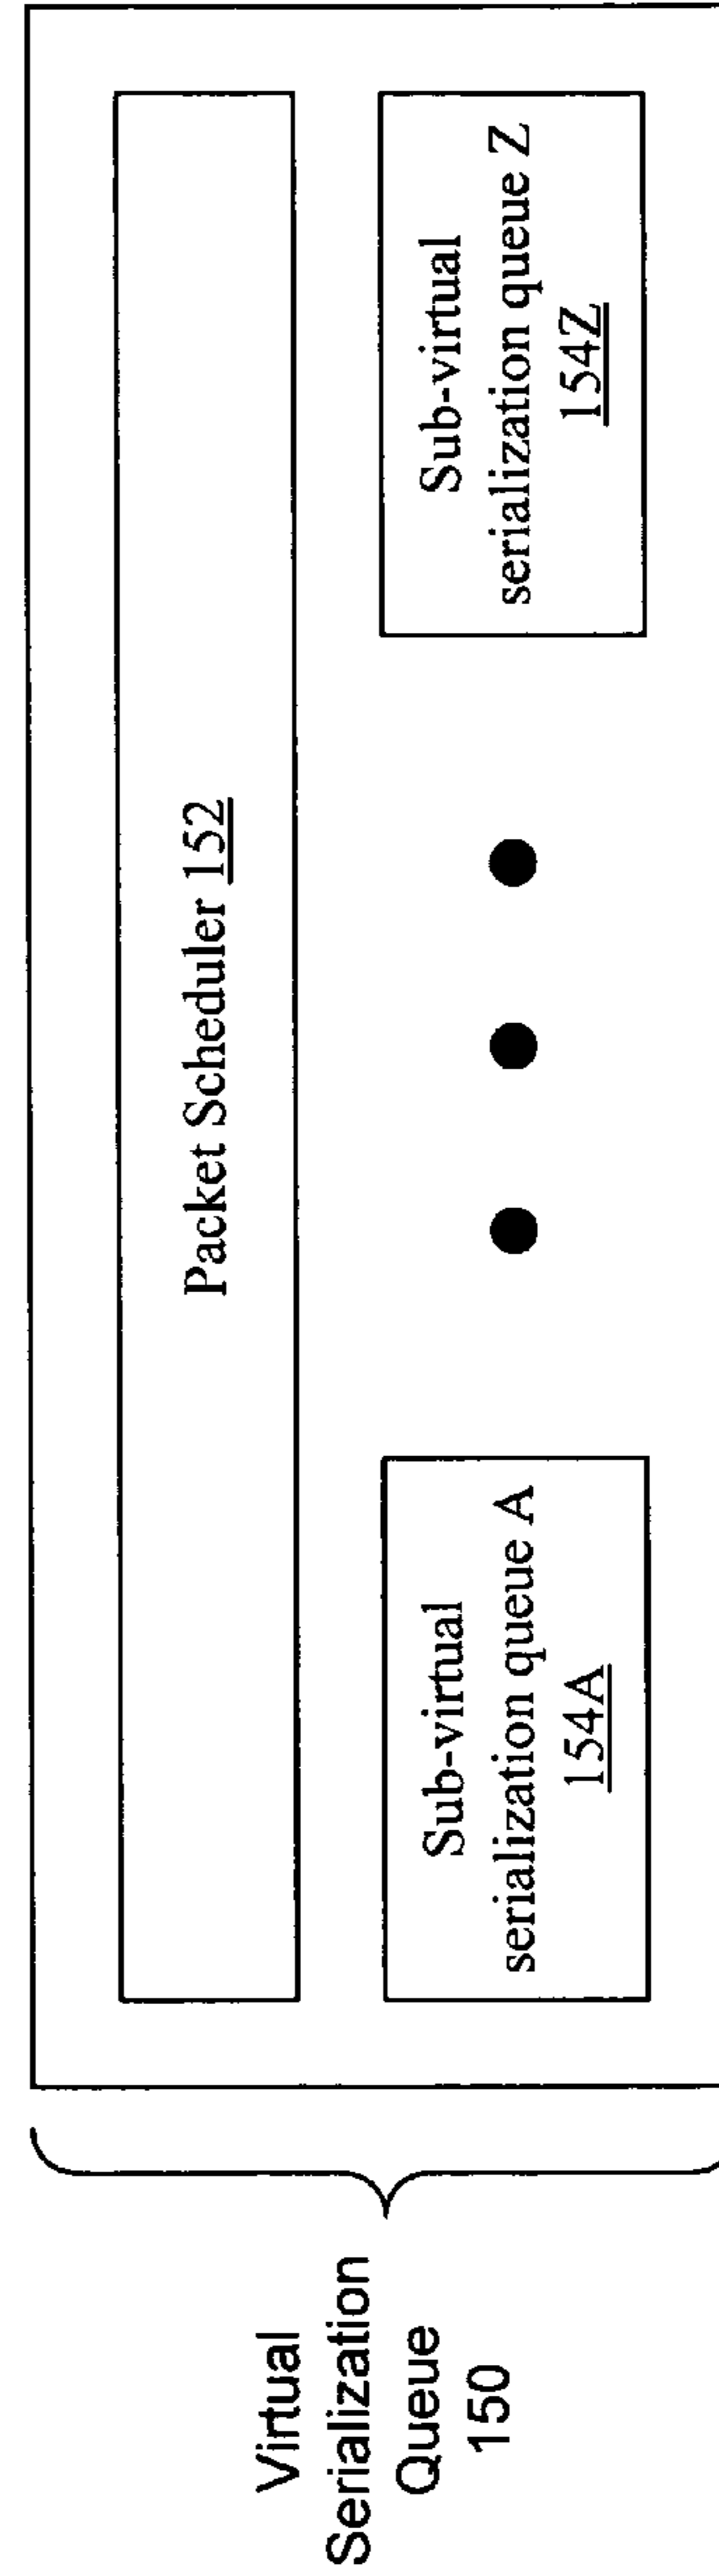 Virtual
Serialization
Queue
150
Packet Scheduler 152
Sub-virtual
serialization queue A
154A
Sub-virtual
serialization queue Z
154Z